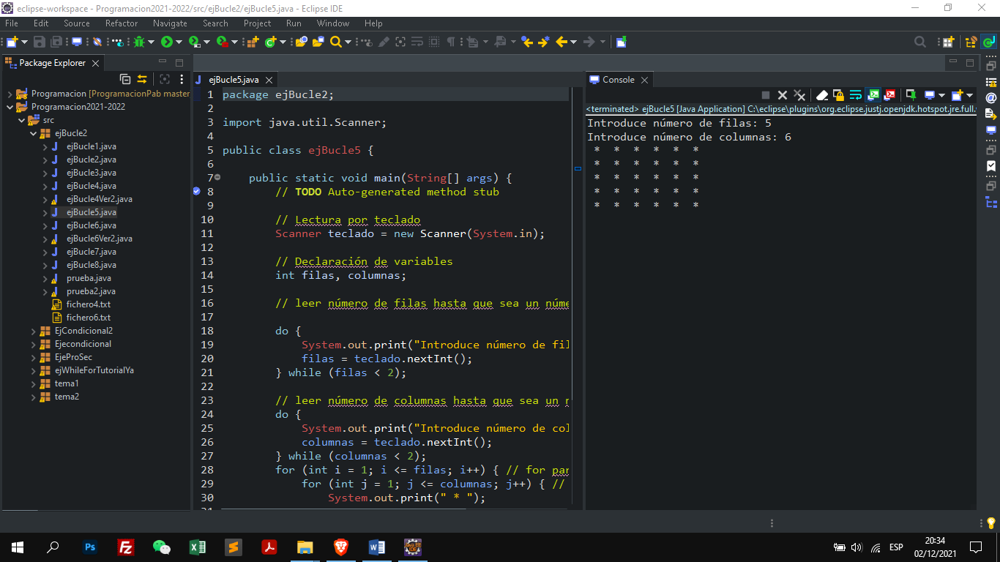 eclipse-workspace - Programacion2021-2022/src/ejBucle2/ejBucle5.java - Eclipse IDE
File Edit Source Refactor Navigate Search Project Run Window Help
Package Explorer
Programacion [ProgramacionPab master
Programacion2021-2022
src
ejBucle2
ejBucle1.java
ejBucle2.java
ejBucle3.java
ejBucle4.java
ejBucle4Ver2.java
ejBucle5.java
ejBucle6.java
ejBucle6Ver2.java
ejBucle7.java
ejBucle8.java
prueba.java
prueba2.java
fichero4.txt
fichero6.txt
EjCondicional2
Ejecondicional
EjeProSec
ejWhileForTutorialYa
tema1
tema2
ejBucle5.java
1 package ejBucle2;
2
3 import java.util.Scanner;
4
5 public class ejBucle5 {
6
7 public static void main(String[] args) {
8 // TODO Auto-generated method stub
9
10 // Lectura por teclado
11 Scanner teclado = new Scanner(System.in);
12
13 // Declaración de variables
14 int filas, columnas;
15
16 // leer número de filas hasta que sea un núme
17
18 do {
19 System.out.print("Introduce número de fil
20 filas = teclado.nextInt();
21 } while (filas < 2);
22
23 // leer número de columnas hasta que sea un n
24 do {
25 System.out.print("Introduce número de col
26 columnas = teclado.nextInt();
27 } while (columnas < 2);
28 for (int i = 1; i <= filas; i++) { // for par
29 for (int j = 1; j <= columnas; j++) { //
30 System.out.print(" * ");
Console
<terminated> ejBucle5 [Java Application] C:\eclipse\plugins\org.eclipse.justj.openjdk.hotspot.jre.full.
Introduce número de filas: 5
Introduce número de columnas: 6
* * * * * *
* * * * * *
* * * * * *
* * * * * *
* * * * * *
Ps
Fz
ESP
20:34
02/12/2021